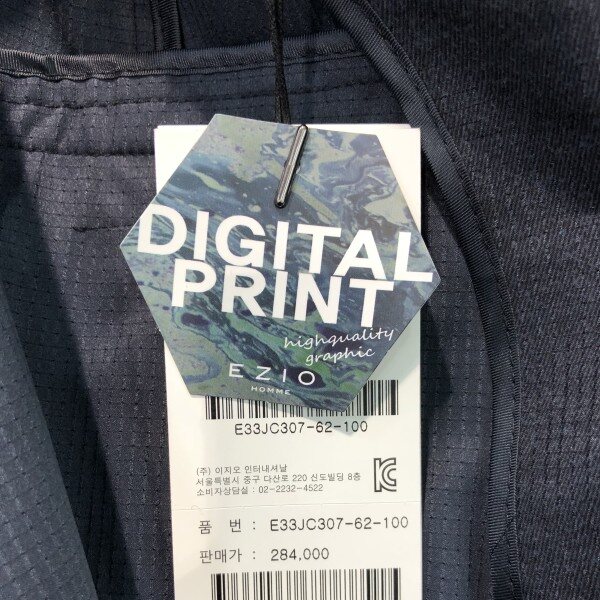 DIGITAL
PRINT
highquality
graphic
EZIO
HOMME
E33JC307-62-100
(주) 이지오 인터내셔날
서울특별시 중구 다산로 220 신도빌딩 8층
소비자상담실 : 02-2232-4522
품 번 : E33JC307-62-100
판매가 : 284,000